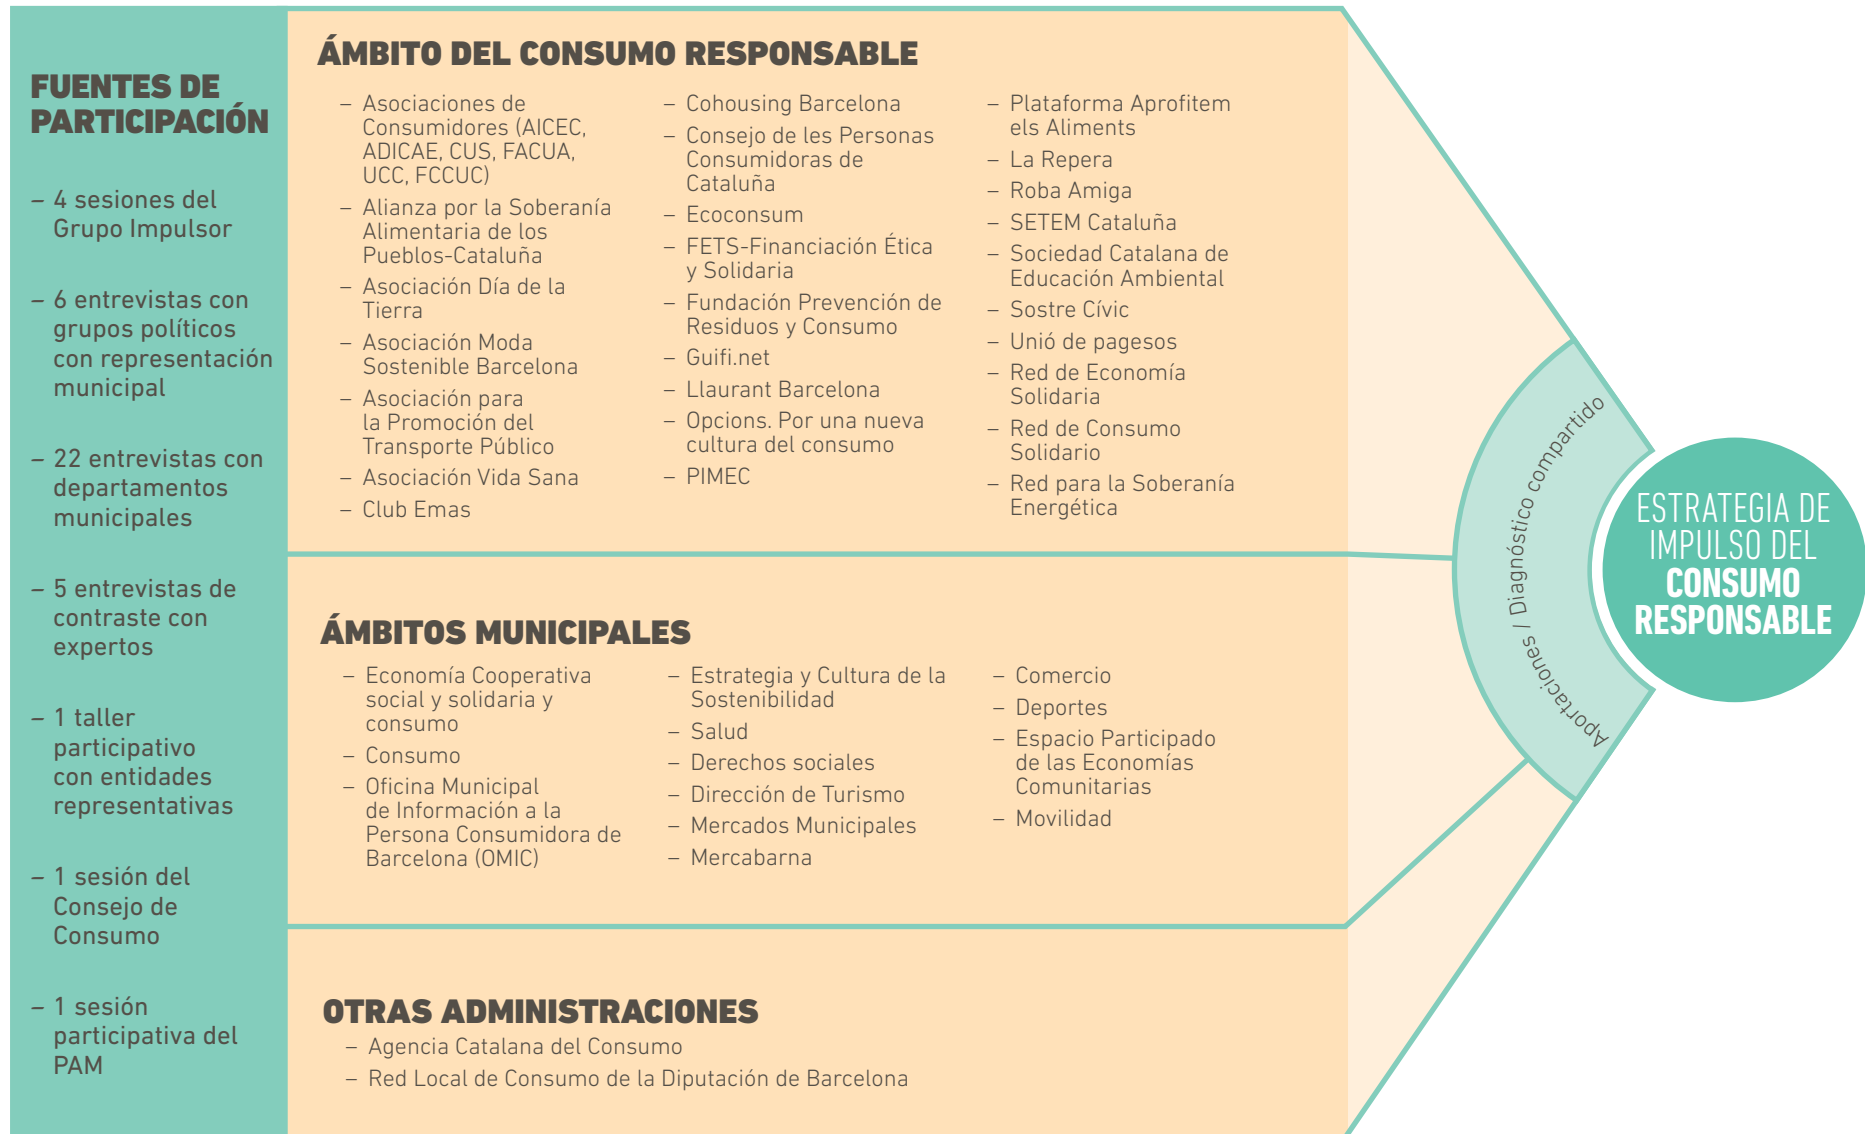 FUENTES DE
PARTICIPACIÓN
– 4 sesiones del
Grupo Impulsor
– 6 entrevistas con
grupos políticos
con representación
municipal
– 22 entrevistas con
departamentos
municipales
– 5 entrevistas de
contraste con
expertos
– 1 taller
participativo
con entidades
representativas
– 1 sesión del
Consejo de
Consumo
– 1 sesión
participativa del
PAM
ÁMBITO DEL CONSUMO RESPONSABLE
– Asociaciones de
Consumidores (AICEC,
ADICAE, CUS, FACUA,
UCC, FCCUC)
– Alianza por la Soberanía
Alimentaria de los
Pueblos-Cataluña
– Asociación Día de la
Tierra
– Asociación Moda
Sostenible Barcelona
– Asociación para
la Promoción del
Transporte Público
– Asociación Vida Sana
– Club Emas
– Cohousing Barcelona
– Consejo de les Personas
Consumidoras de
Cataluña
– Ecoconsum
– FETS-Financiación Ética
y Solidaria
– Fundación Prevención de
Residuos y Consumo
– Guifi.net
– Llaurant Barcelona
– Opcions. Por una nueva
cultura del consumo
– PIMEC
– Plataforma Aprofitem
els Aliments
– La Repera
– Roba Amiga
– SETEM Cataluña
– Sociedad Catalana de
Educación Ambiental
– Sostre Cívic
– Unió de pagesos
– Red de Economía
Solidaria
– Red de Consumo
Solidario
– Red para la Soberanía
Energética
ÁMBITOS MUNICIPALES
– Economía Cooperativa
social y solidaria y
consumo
– Consumo
– Oficina Municipal
de Información a la
Persona Consumidora de
Barcelona (OMIC)
– Estrategia y Cultura de la
Sostenibilidad
– Salud
– Derechos sociales
– Dirección de Turismo
– Mercados Municipales
– Mercabarna
– Comercio
– Deportes
– Espacio Participado
de las Economías
Comunitarias
– Movilidad
OTRAS ADMINISTRACIONES
– Agencia Catalana del Consumo
– Red Local de Consumo de la Diputación de Barcelona
Aportaciones / Diagnóstico compartido
ESTRATEGIA DE
IMPULSO DEL
CONSUMO
RESPONSABLE